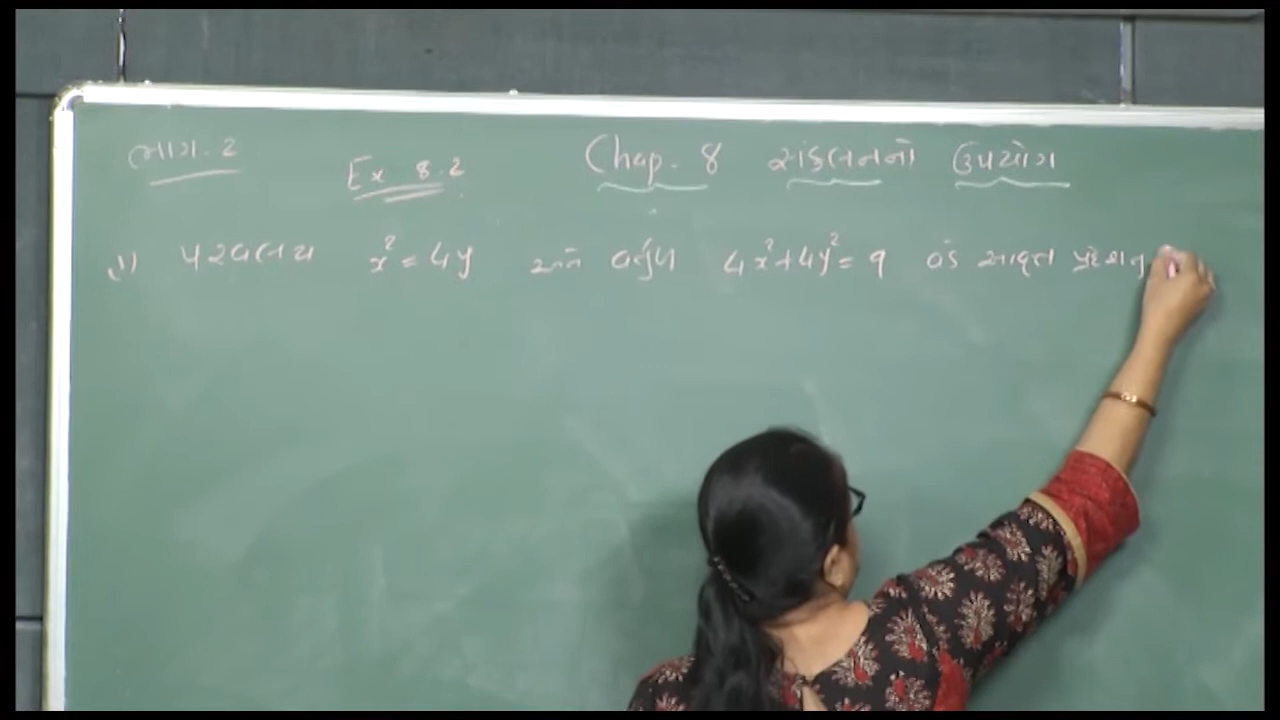 ભાગ-2
Ex 8.2
Chap. 8 સંકલનનો ઉપયોગ
(1) પરવલય x² = 4y અને વર્તુળ 4x²+4y² = 9 વડે આવૃત્ત પ્રદેશનુ